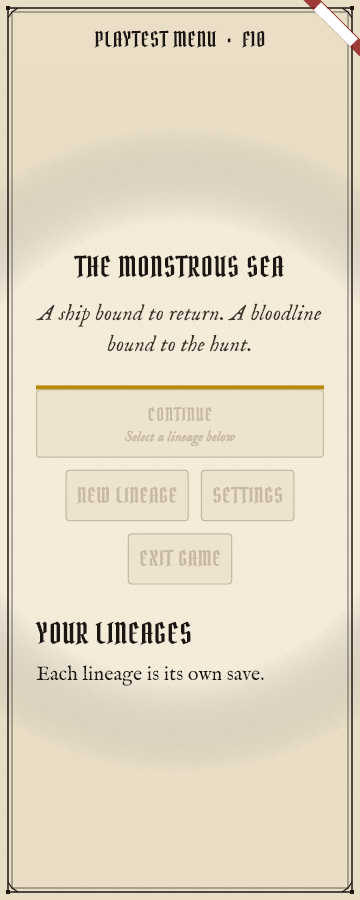 PLAYTEST MENU · F10
THE MONSTROUS SEA
A ship bound to return. A bloodline
bound to the hunt.
CONTINUE
Select a lineage below
NEW LINEAGE
SETTINGS
EXIT GAME
YOUR LINEAGES
Each lineage is its own save.